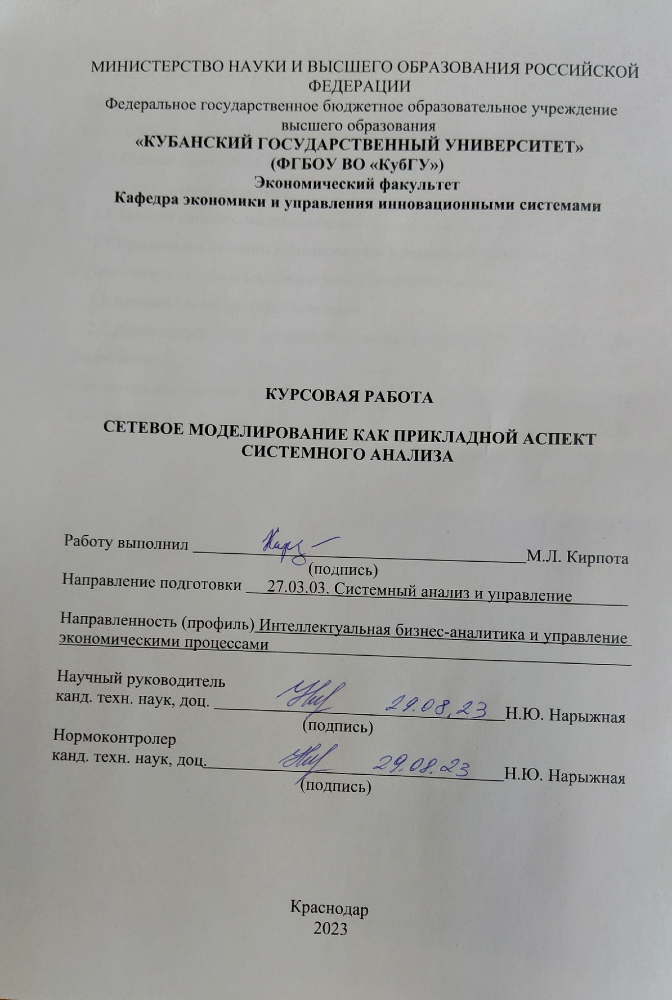 МИНИСТЕРСТВО НАУКИ И ВЫСШЕГО ОБРАЗОВАНИЯ РОССИЙСКОЙ
ФЕДЕРАЦИИ
Федеральное государственное бюджетное образовательное учреждение
высшего образования
«КУБАНСКИЙ ГОСУДАРСТВЕННЫЙ УНИВЕРСИТЕТ»
(ФГБОУ ВО «КубГУ»)
Экономический факультет
Кафедра экономики и управления инновационными системами
КУРСОВАЯ РАБОТА
СЕТЕВОЕ МОДЕЛИРОВАНИЕ КАК ПРИКЛАДНОЙ АСПЕКТ
СИСТЕМНОГО АНАЛИЗА
Работу выполнил М.Л. Кирпота
(подпись)
Направление подготовки 27.03.03. Системный анализ и управление
Направленность (профиль) Интеллектуальная бизнес-аналитика и управление
экономическими процессами
Научный руководитель
канд. техн. наук, доц. 29.08.23 Н.Ю. Нарыжная
(подпись)
Нормоконтролер
канд. техн. наук, доц. 29.08.23 Н.Ю. Нарыжная
(подпись)
Краснодар
2023